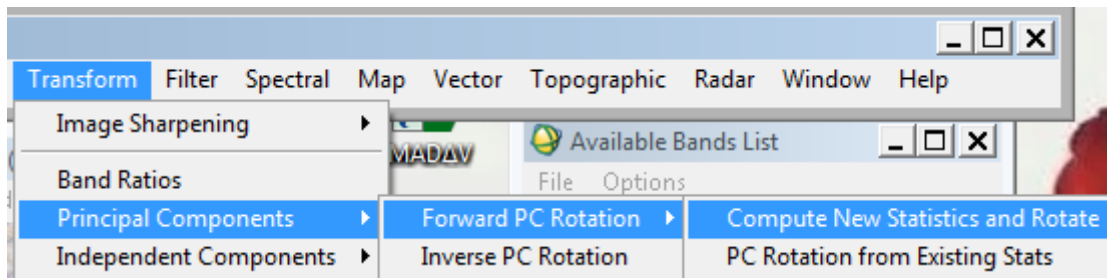 Transform Filter Spectral Map Vector Topographic Radar Window Help
Image Sharpening
MADAV
Available Bands List
Band Ratios
File Options
Principal Components
Forward PC Rotation
Compute New Statistics and Rotate
Independent Components
Inverse PC Rotation
PC Rotation from Existing Stats